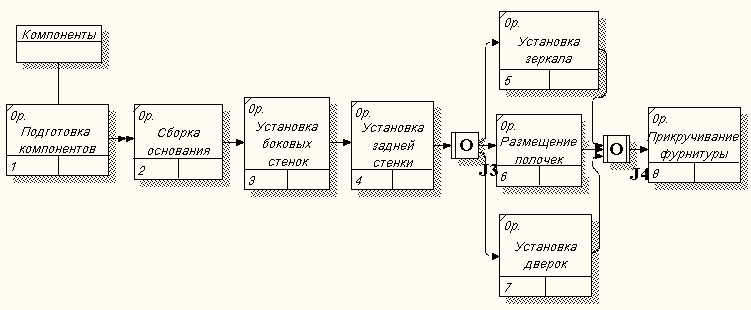 Компоненты
0р.
Подготовка
компонентов
1
0р.
Сборка
основания
2
0р.
Установка
боковых
стенок
3
0р.
Установка
задней
стенки
4
O
J3
0р.
Установка
зеркала
5
0р.
Размещение
полочек
6
0р.
Установка
дверок
7
O
J4
0р.
Прикручивание
фурнитуры
8